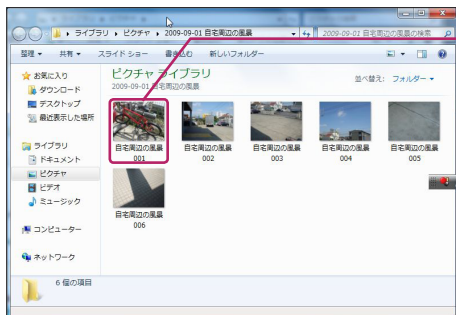 ライブラリ ▸ ピクチャ ▸ 2009-09-01 自宅周辺の風景
2009-09-01 自宅周辺の風景の検索
整理 共有 スライド ショー 書き込む 新しいフォルダー
お気に入り
ダウンロード
デスクトップ
最近表示した場所
ライブラリ
ドキュメント
ピクチャ
ビデオ
ミュージック
コンピューター
ネットワーク
ピクチャ ライブラリ
2009-09-01 自宅周辺の風景
並べ替え: フォルダー
自宅周辺の風景
001
自宅周辺の風景
002
自宅周辺の風景
003
自宅周辺の風景
004
自宅周辺の風景
005
自宅周辺の風景
006
6 個の項目